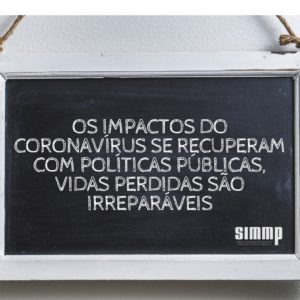 OS IMPACTOS DO
CORONAVÍRUS SE RECUPERAM
COM POLÍTICAS PÚBLICAS,
VIDAS PERDIDAS SÃO
IRREPARÁVEIS
SIMMP